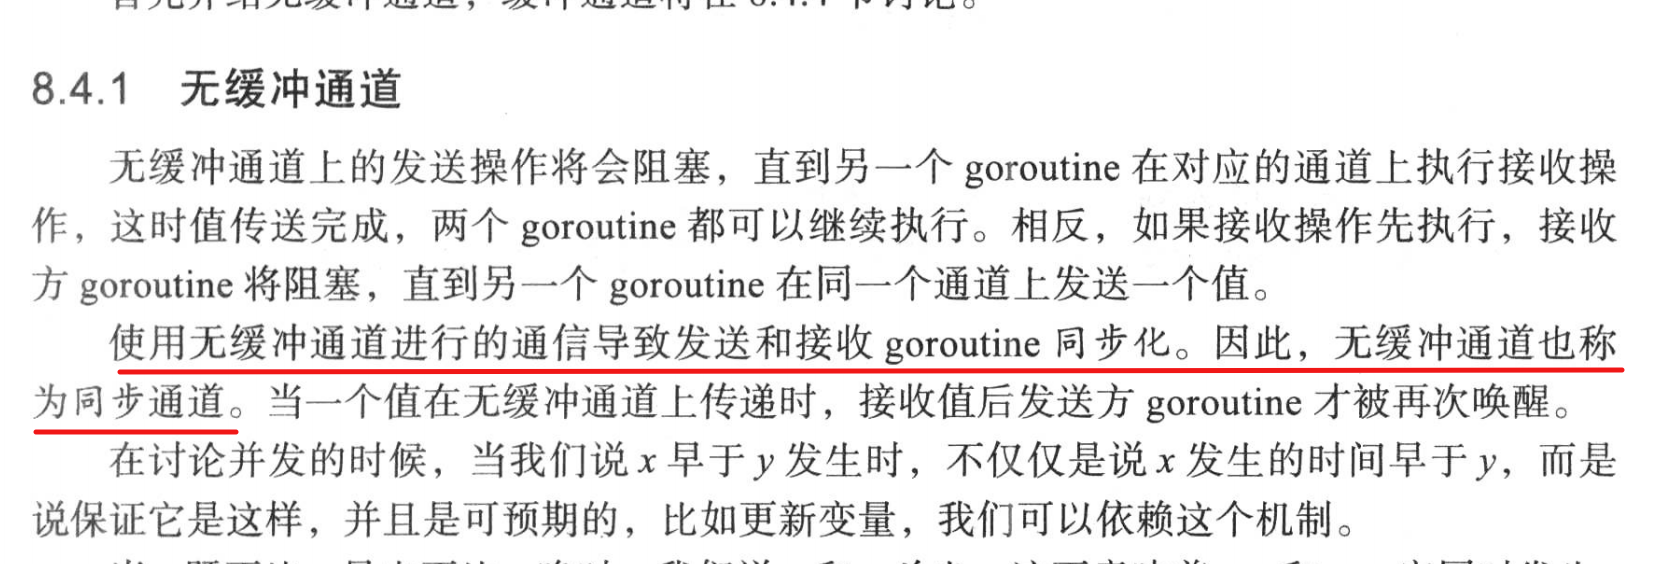 8.4.1 无缓冲通道
无缓冲通道上的发送操作将会阻塞，直到另一个 goroutine 在对应的通道上执行接收操
作，这时值传送完成，两个 goroutine 都可以继续执行。相反，如果接收操作先执行，接收
方 goroutine 将阻塞，直到另一个 goroutine 在同一个通道上发送一个值。
使用无缓冲通道进行的通信导致发送和接收 goroutine 同步化。因此，无缓冲通道也称
为同步通道。当一个值在无缓冲通道上传递时，接收值后发送方 goroutine 才被再次唤醒。
在讨论并发的时候，当我们说 x 早于 y 发生时，不仅仅是说 x 发生的时间早于 y，而是
说保证它是这样，并且是可预期的，比如更新变量，我们可以依赖这个机制。